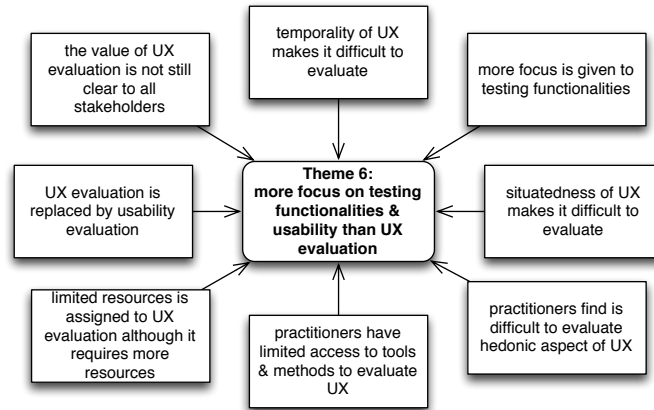 the value of UX
evaluation is not still
clear to all
stakeholders
temporality of UX
makes it difficult to
evaluate
more focus is given to
testing functionalities
UX evaluation is
replaced by usability
evaluation
Theme 6:
more focus on testing
functionalities &
usability than UX
evaluation
situatedness of UX
makes it difficult to
evaluate
limited resources is
assigned to UX
evaluation although it
requires more
resources
practitioners have
limited access to tools
& methods to evaluate
UX
practitioners find is
difficult to evaluate
hedonic aspect of UX